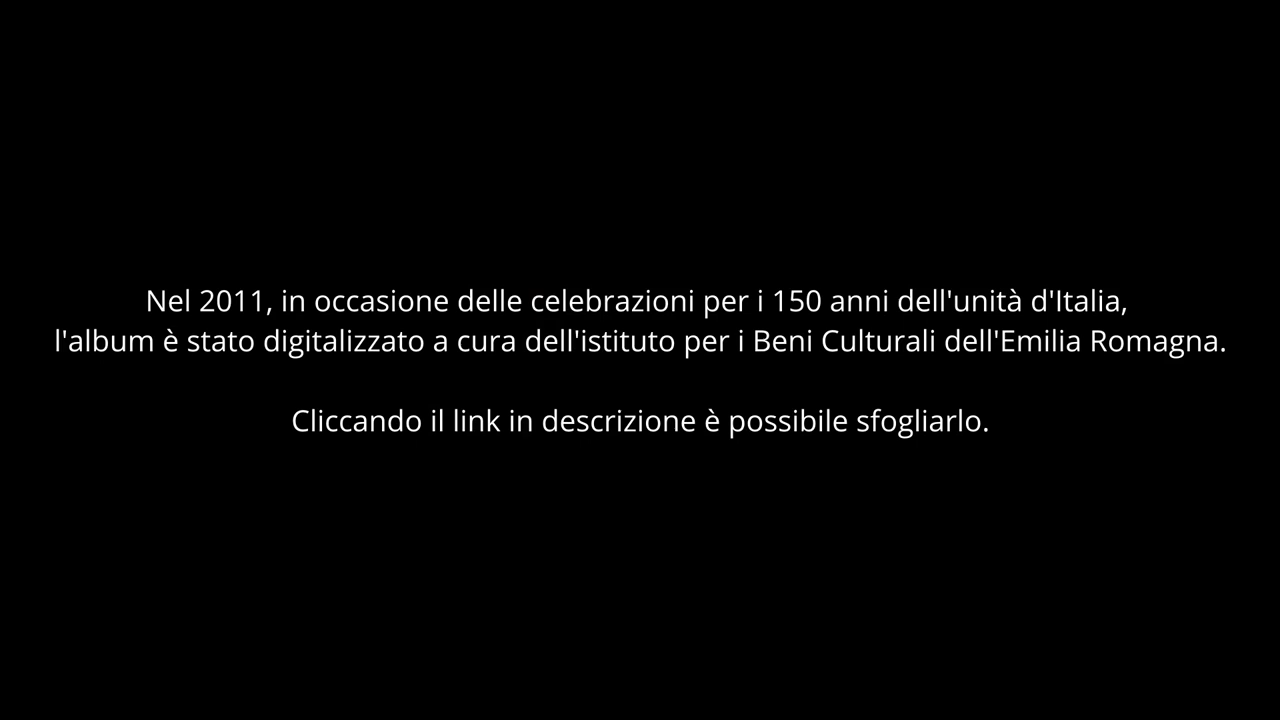 Nel 2011, in occasione delle celebrazioni per i 150 anni dell'unità d'Italia,
l'album è stato digitalizzato a cura dell'istituto per i Beni Culturali dell'Emilia Romagna.
Cliccando il link in descrizione è possibile sfogliarlo.